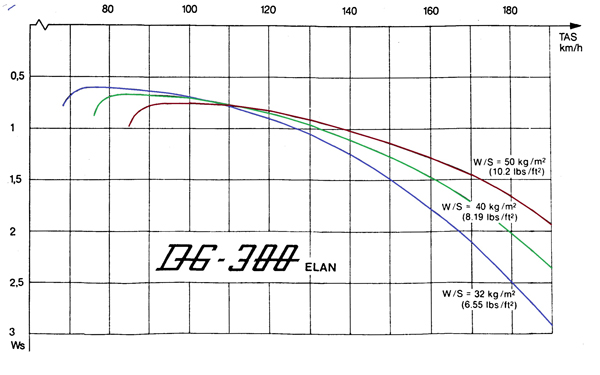 80 100 120 140 160 180
TAS
km/h
0,5
1
1,5
2
2,5
3
Ws
W/S = 50 kg/m²
(10.2 lbs/ft²)
W/S = 40 kg/m²
(8.19 lbs/ft²)
W/S = 32 kg/m²
(6.55 lbs/ft²)
DG-300 ELAN